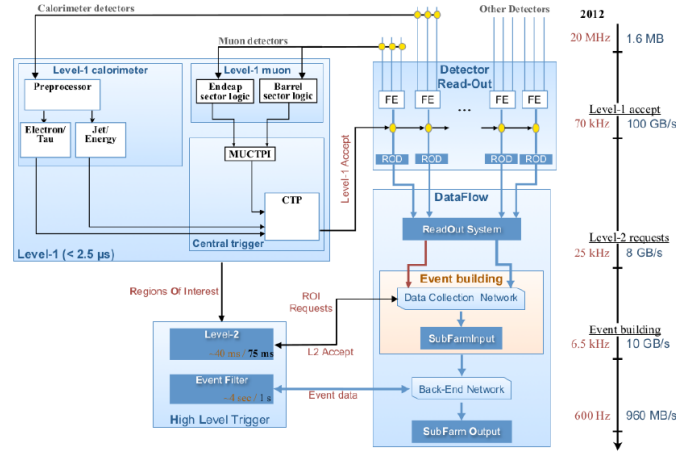 Calorimeter detectors
Other Detectors
2012
Muon detectors
20 MHz
1.6 MB
Level-1 calorimeter
Preprocessor
Electron/
Tau
Jet/
Energy
Level-1 muon
Endcap
sector logic
Barrel
sector logic
MUCTPI
CTP
Central trigger
Level-1 (< 2.5 µs)
Level-1 Accept
Detector
Read-Out
FE
FE
...
FE
FE
ROD
ROD
ROD
ROD
Level-1 accept
70 kHz
100 GB/s
DataFlow
ReadOut System
Event building
Data Collection Network
SubFarmInput
Back-End Network
SubFarm Output
Level-2 requests
25 kHz
8 GB/s
Event building
6.5 kHz
10 GB/s
600 Hz
960 MB/s
Regions Of Interest
ROI
Requests
L2 Accept
Event data
Level-2
~40 ms / 75 ms
Event Filter
~4 sec / 1 s
High Level Trigger